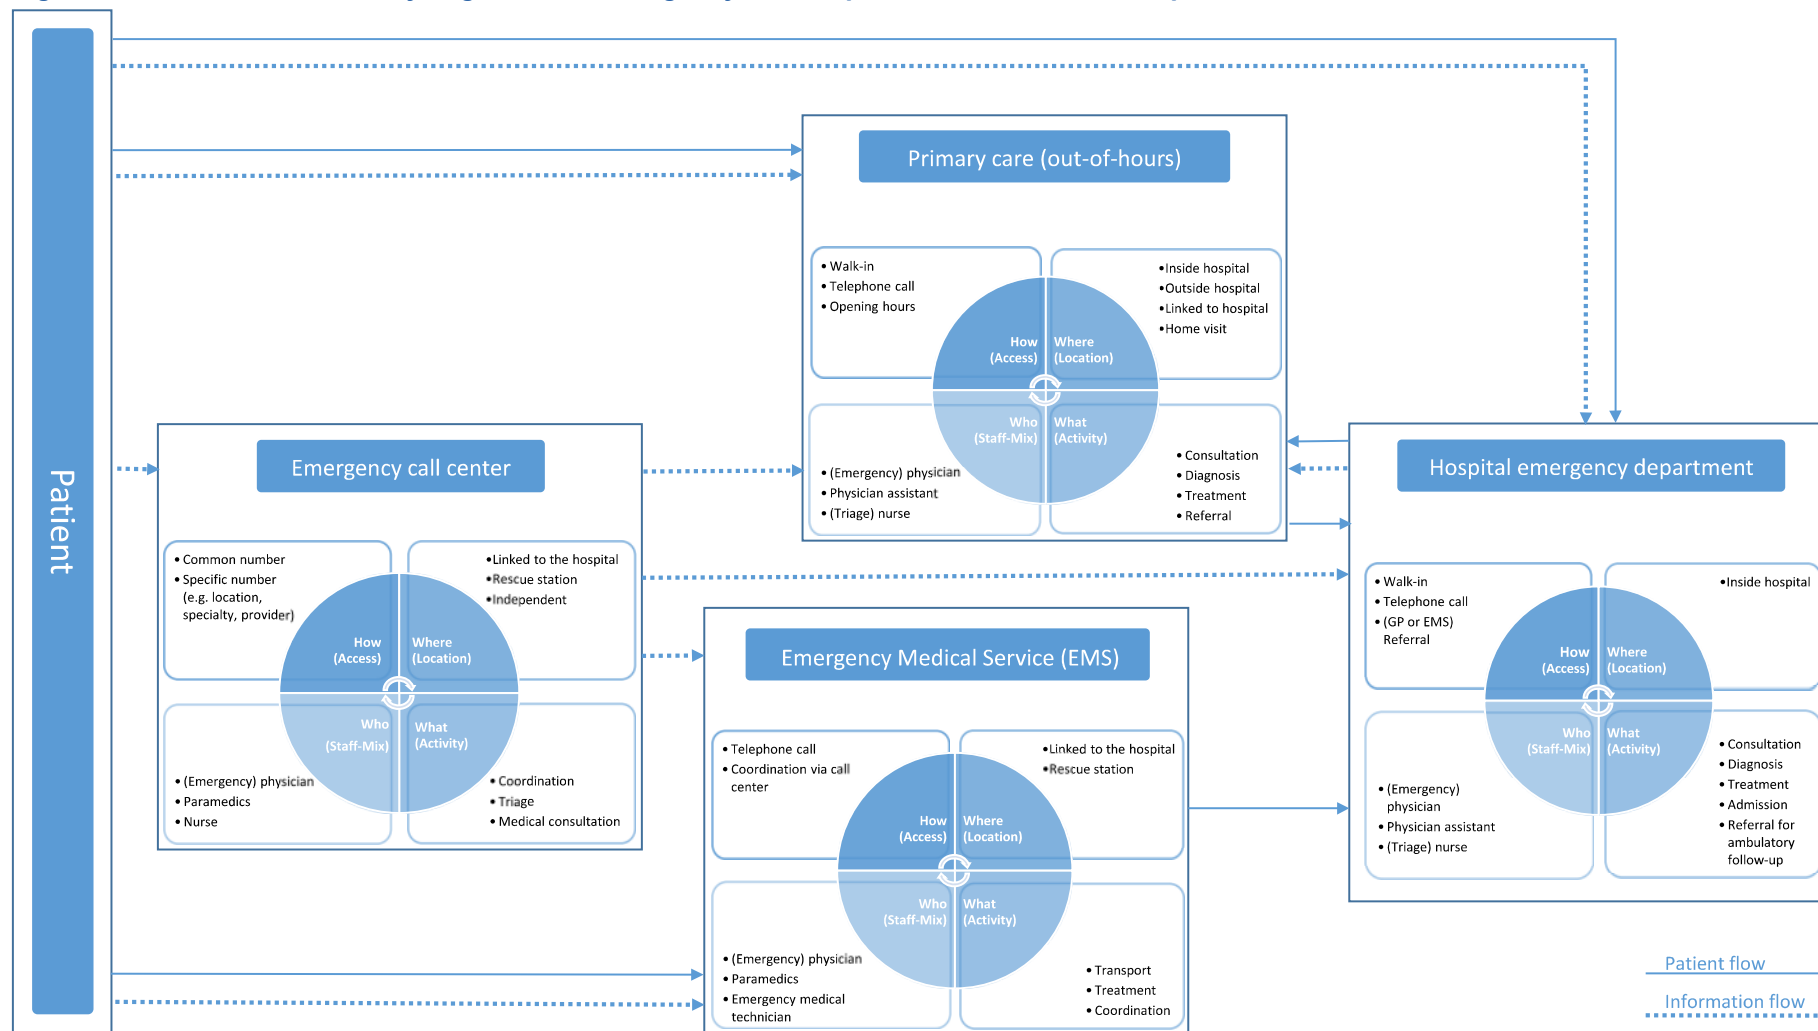 Patient
Primary care (out-of-hours)
• Walk-in
• Telephone call
• Opening hours
•Inside hospital
•Outside hospital
•Linked to hospital
•Home visit
How
(Access)
Where
(Location)
Who
(Staff-Mix)
What
(Activity)
• (Emergency) physician
• Physician assistant
• (Triage) nurse
• Consultation
• Diagnosis
• Treatment
• Referral
Emergency call center
• Common number
• Specific number
(e.g. location,
specialty, provider)
•Linked to the hospital
•Rescue station
•Independent
How
(Access)
Where
(Location)
Who
(Staff-Mix)
What
(Activity)
• (Emergency) physician
• Paramedics
• Nurse
• Coordination
• Triage
• Medical consultation
Emergency Medical Service (EMS)
• Telephone call
• Coordination via call
center
•Linked to the hospital
•Rescue station
How
(Access)
Where
(Location)
Who
(Staff-Mix)
What
(Activity)
• (Emergency) physician
• Paramedics
• Emergency medical
technician
• Transport
• Treatment
• Coordination
Hospital emergency department
• Walk-in
• Telephone call
• (GP or EMS)
Referral
•Inside hospital
How
(Access)
Where
(Location)
Who
(Staff-Mix)
What
(Activity)
• (Emergency)
physician
• Physician assistant
• (Triage) nurse
• Consultation
• Diagnosis
• Treatment
• Admission
• Referral for
ambulatory
follow-up
Patient flow
Information flow